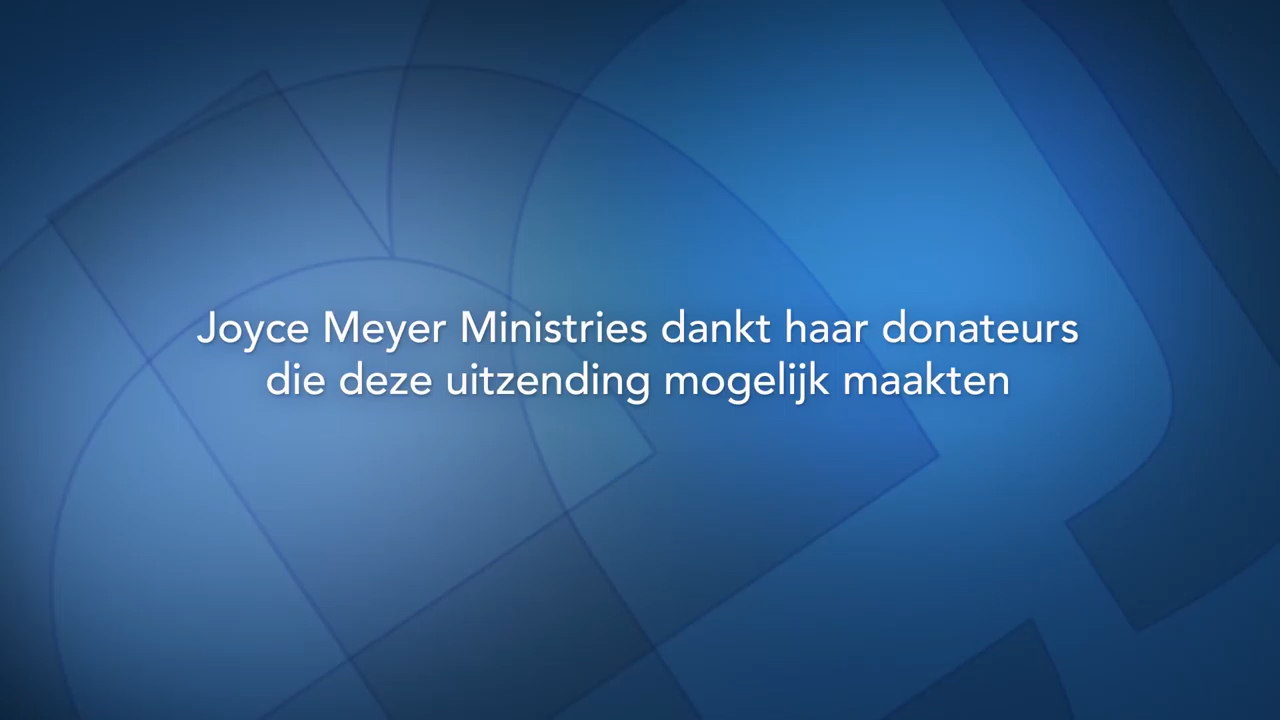 Joyce Meyer Ministries dankt haar donateurs
die deze uitzending mogelijk maakten